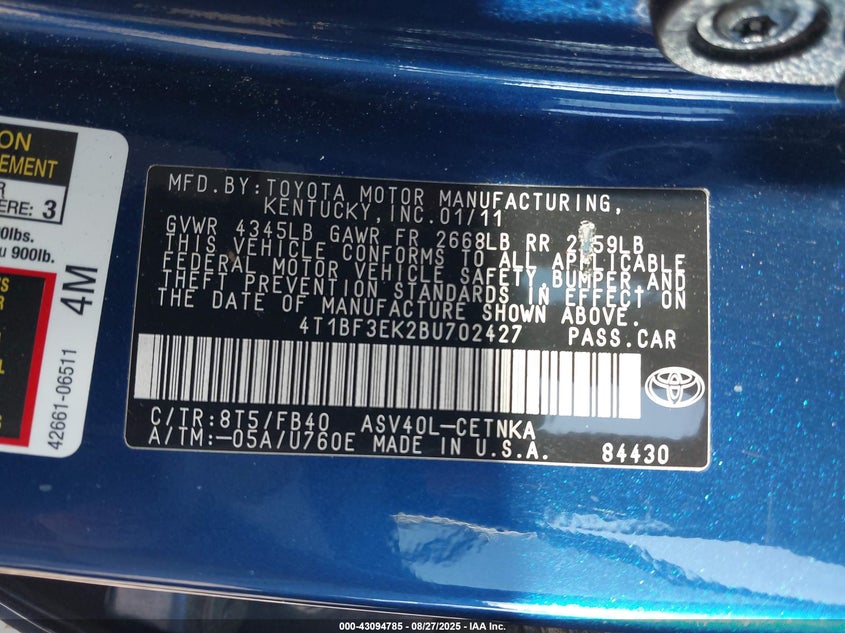 ON
EMENT
R
ERE: 3
0lbs.
900lb.
4M
42661-06511
MFD.BY:TOYOTA MOTOR MANUFACTURING,
KENTUCKY,INC.01/11
GVWR 4345LB GAWR FR 2668LB RR 2 59LB
THIS VEHICLE CONFORMS TO ALL APPLICABLE
FEDERAL MOTOR VEHICLE SAFETY,BUMPER,AND
THEFT PREVENTION STANDARDS IN EFFECT ON
THE DATE OF MANUFACTURE SHOWN ABOVE.
4T1BF3EK2BU702427 PASS.CAR
C/TR:8T5/FB40 ASV40L-CETNKA
A/TM:-05A/U760E MADE IN U.S.A. 84430
000-43094785 - 08/27/2025 - IAA Inc.